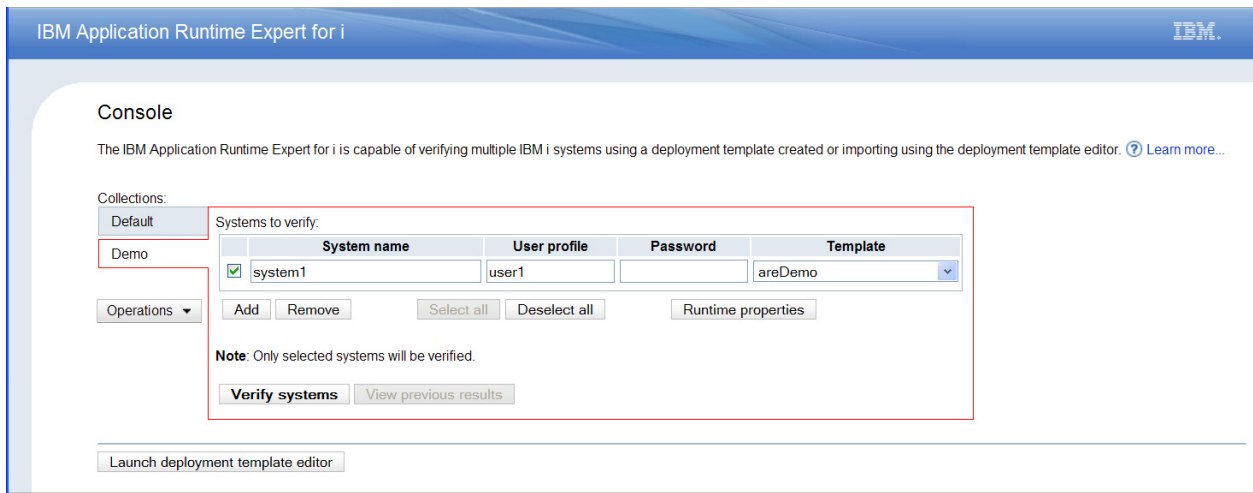 IBM Application Runtime Expert for i
IBM.
Console
The IBM Application Runtime Expert for i is capable of verifying multiple IBM i systems using a deployment template created or importing using the deployment template editor. ? Learn more...
Collections:
Default
Demo
Operations
Systems to verify:
System name User profile Password Template
system1 user1 areDemo
Add Remove Select all Deselect all Runtime properties
Note: Only selected systems will be verified.
Verify systems View previous results
Launch deployment template editor